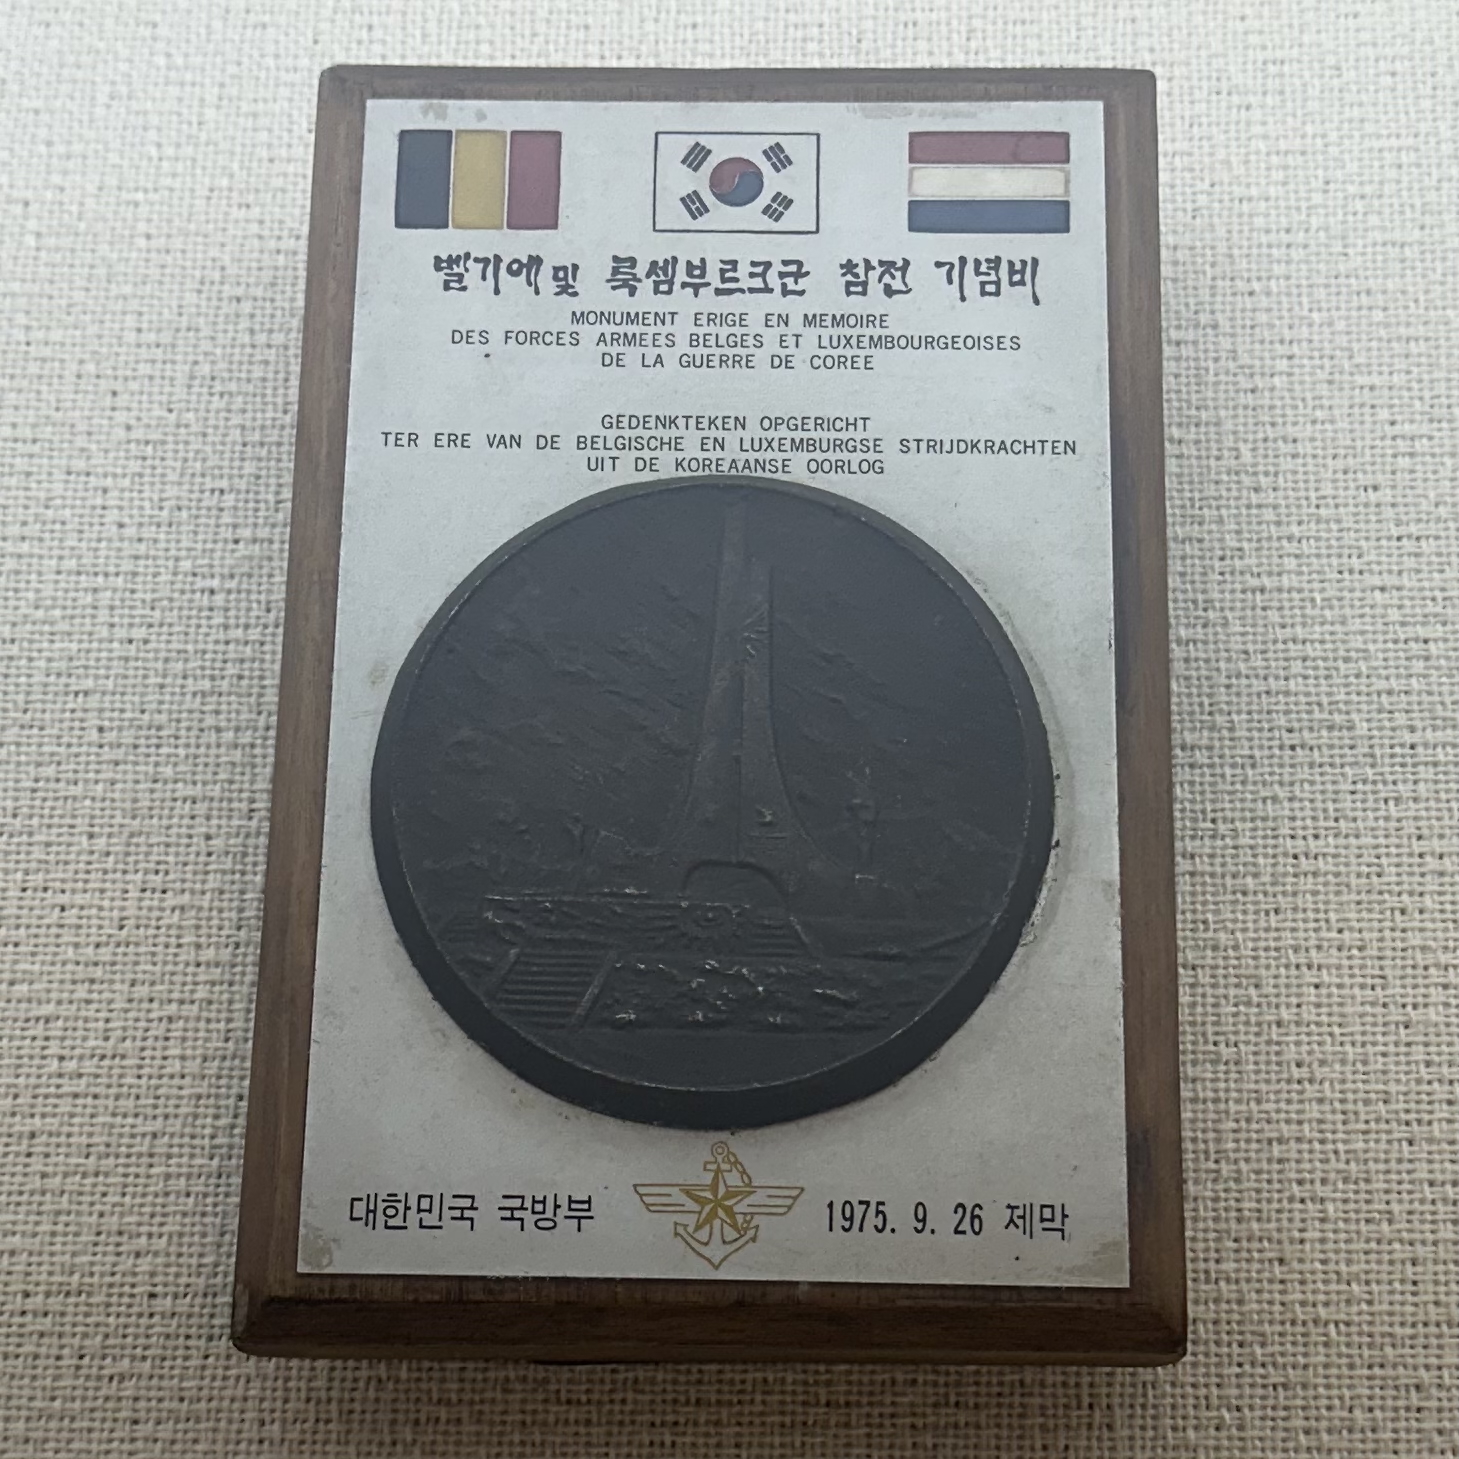 벨기에 및 룩셈부르크군 참전 기념비
MONUMENT ERIGE EN MEMOIRE
DES FORCES ARMEES BELGES ET LUXEMBOURGEOISES
DE LA GUERRE DE COREE
GEDENKTEKEN OPGERICHT
TER ERE VAN DE BELGISCHE EN LUXEMBURGSE STRIJDKRACHTEN
UIT DE KOREAANSE OORLOG
대한민국 국방부
1975. 9. 26 제막